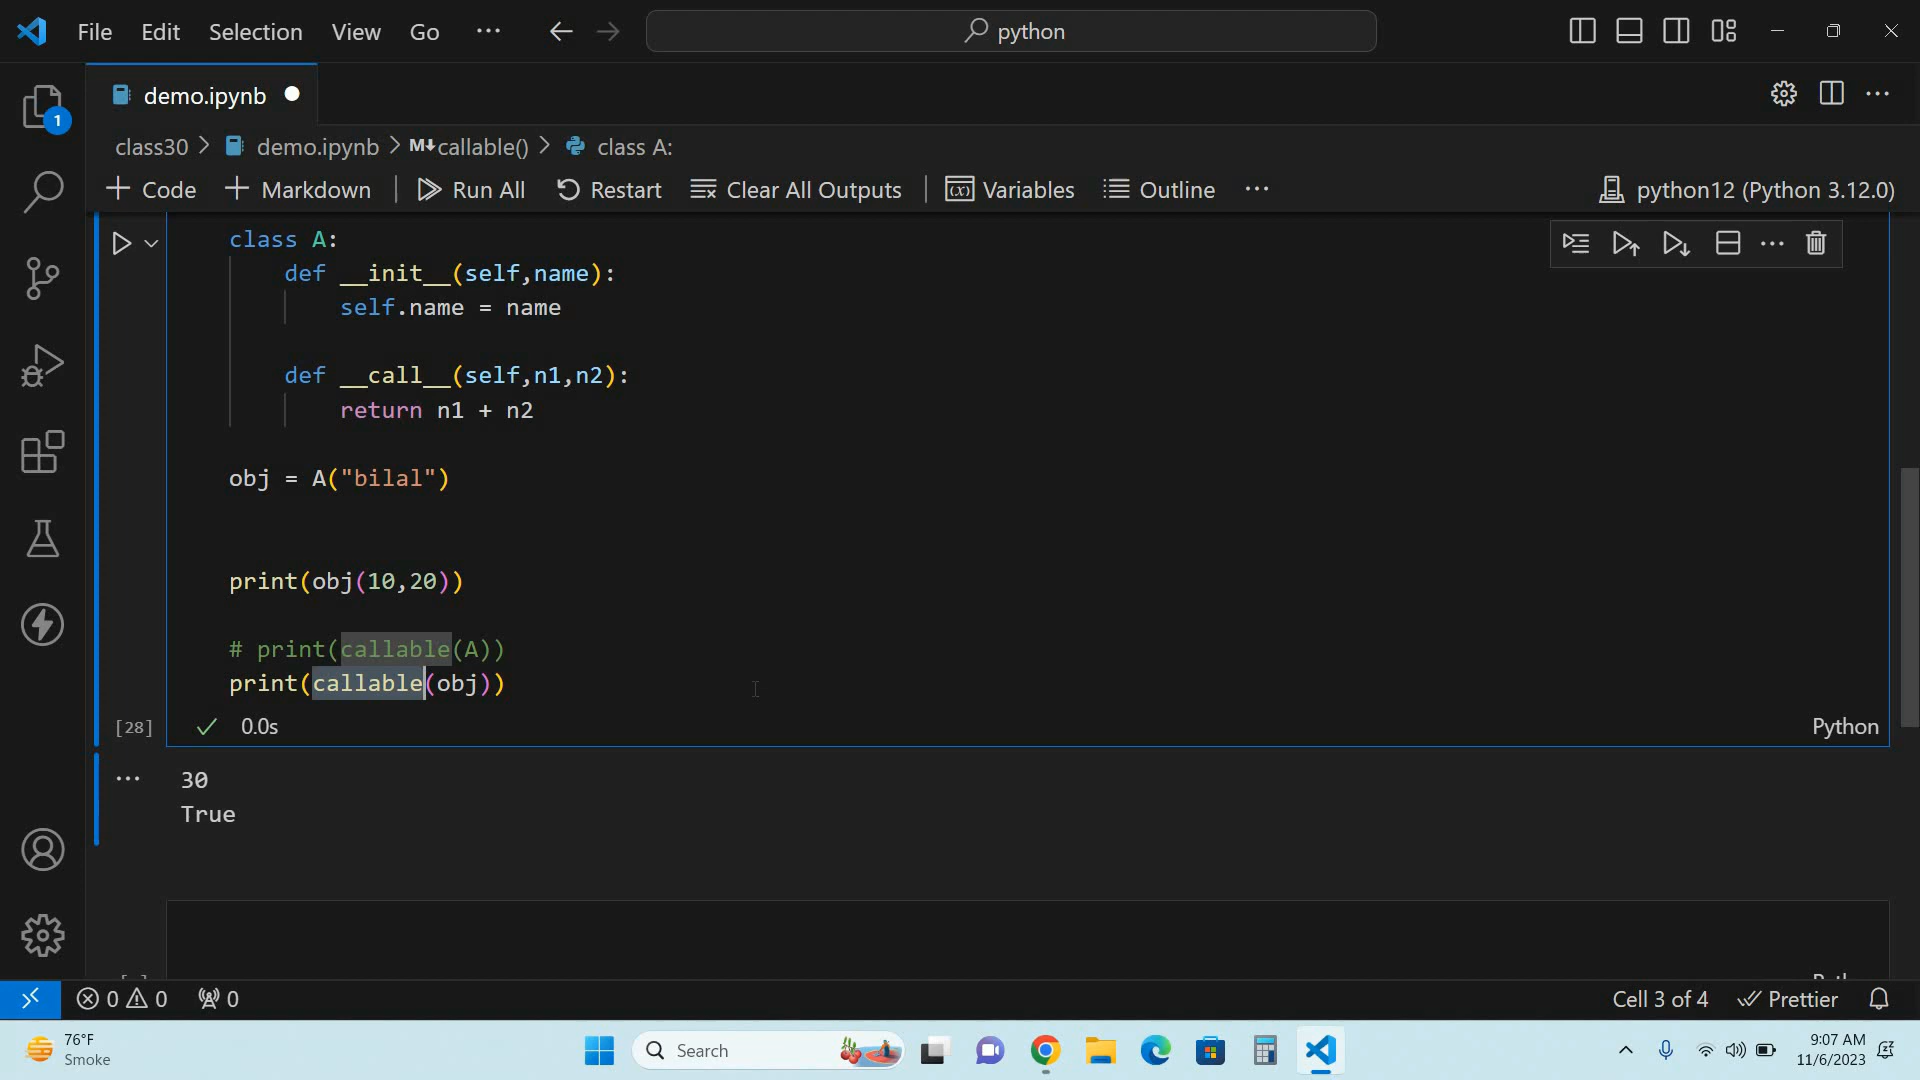 File Edit Selection View Go ··· python
demo.ipynb
1
class30 > demo.ipynb > M↓callable() > class A:
+ Code + Markdown | Run All Restart Clear All Outputs | (x) Variables Outline ··· python12 (Python 3.12.0)
class A:
def __init__(self,name):
self.name = name
def __call__(self,n1,n2):
return n1 + n2
obj = A("bilal")
print(obj(10,20))
# print(callable(A))
print(callable(obj))
[28] 0.0s Python
30
True
0 0 0 Cell 3 of 4 Prettier
76°F
Smoke
Search
9:07 AM
11/6/2023